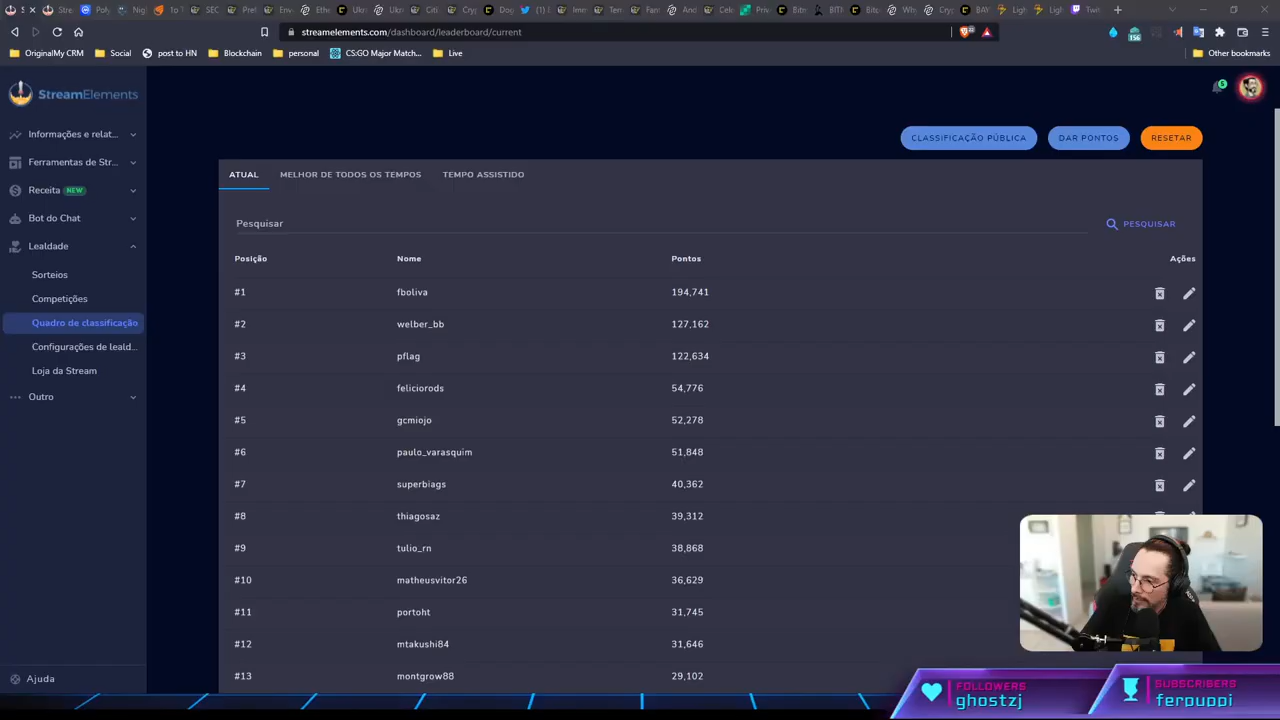 Nig
SEC
Env
streamelements.com/dashboard/leaderboard/current
156
OriginalMy CRM
Social
post to HN
Blockchain
personal
CS:GO Major Match...
Live
Other bookmarks
StreamElements
5
Informações e relat...
Ferramentas de Str...
Receita NEW
Bot do Chat
Lealdade
Sorteios
Competições
Quadro de classificação
Configurações de leald...
Loja da Stream
Outro
Ajuda
CLASSIFICAÇÃO PÚBLICA
DAR PONTOS
RESETAR
ATUAL
MELHOR DE TODOS OS TEMPOS
TEMPO ASSISTIDO
Pesquisar
PESQUISAR
Posição Nome Pontos Ações
#1 fboliva 194,741
#2 welber_bb 127,162
#3 pflag 122,634
#4 feliciorods 54,776
#5 gcmiojo 52,278
#6 paulo_varasquim 51,848
#7 superbiags 40,362
#8 thiagosaz 39,312
#9 tulio_rn 38,868
#10 matheusvitor26 36,629
#11 portoht 31,745
#12 mtakushi84 31,646
#13 montgrow88 29,102
FOLLOWERS
ghostzj
SUBSCRIBERS
ferpuppi